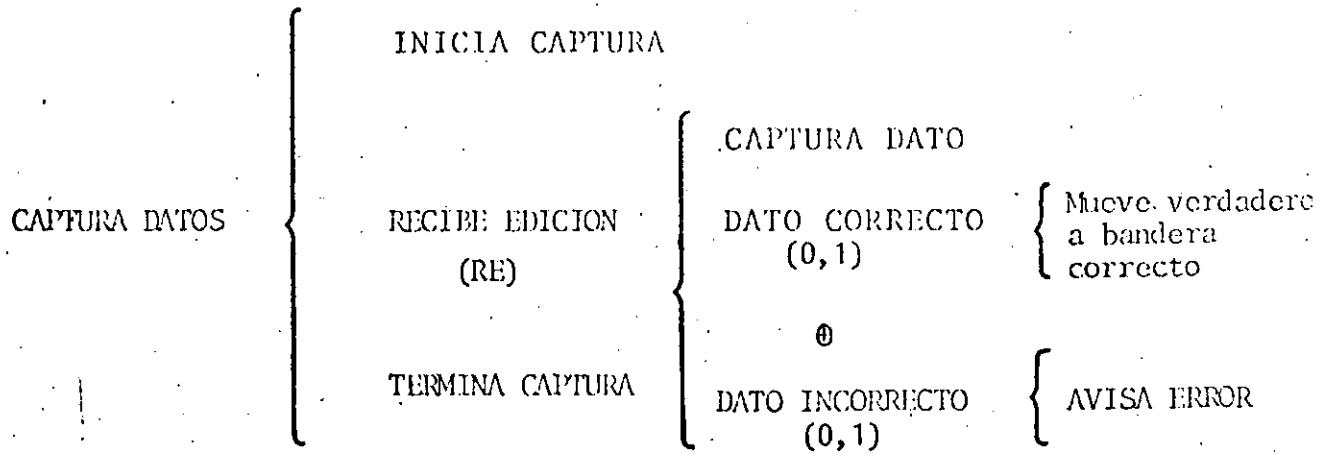 INICIA CAPTURA
CAPTURA DATOS
RECIBE EDICION
(RE)
TERMINA CAPTURA
CAPTURA DATO
DATO CORRECTO
(0,1)
⊕
DATO INCORRECTO
(0,1)
Mueve verdadero
a bandera
correcto
AVISA ERROR